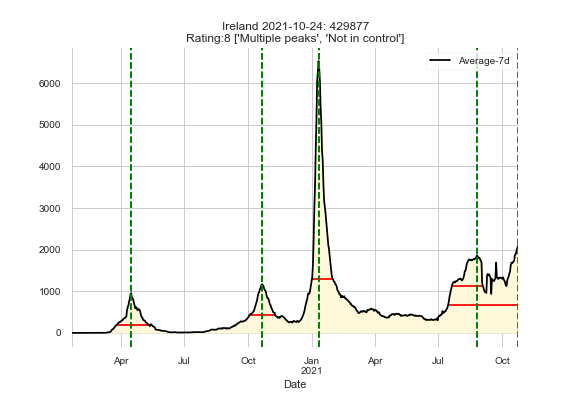 Ireland 2021-10-24: 429877
Rating:8 ['Multiple peaks', 'Not in control']
Average-7d
6000
5000
4000
3000
2000
1000
0
Apr Jul Oct Jan Apr Jul Oct
2021
Date